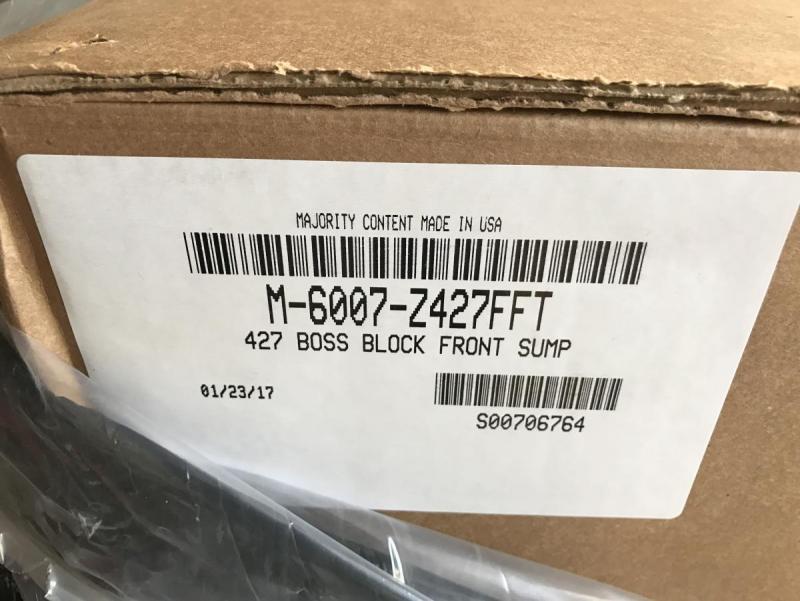 MAJORITY CONTENT MADE IN USA
M-6007-Z427FFT
427 BOSS BLOCK FRONT SUMP
01/23/17
S00706764